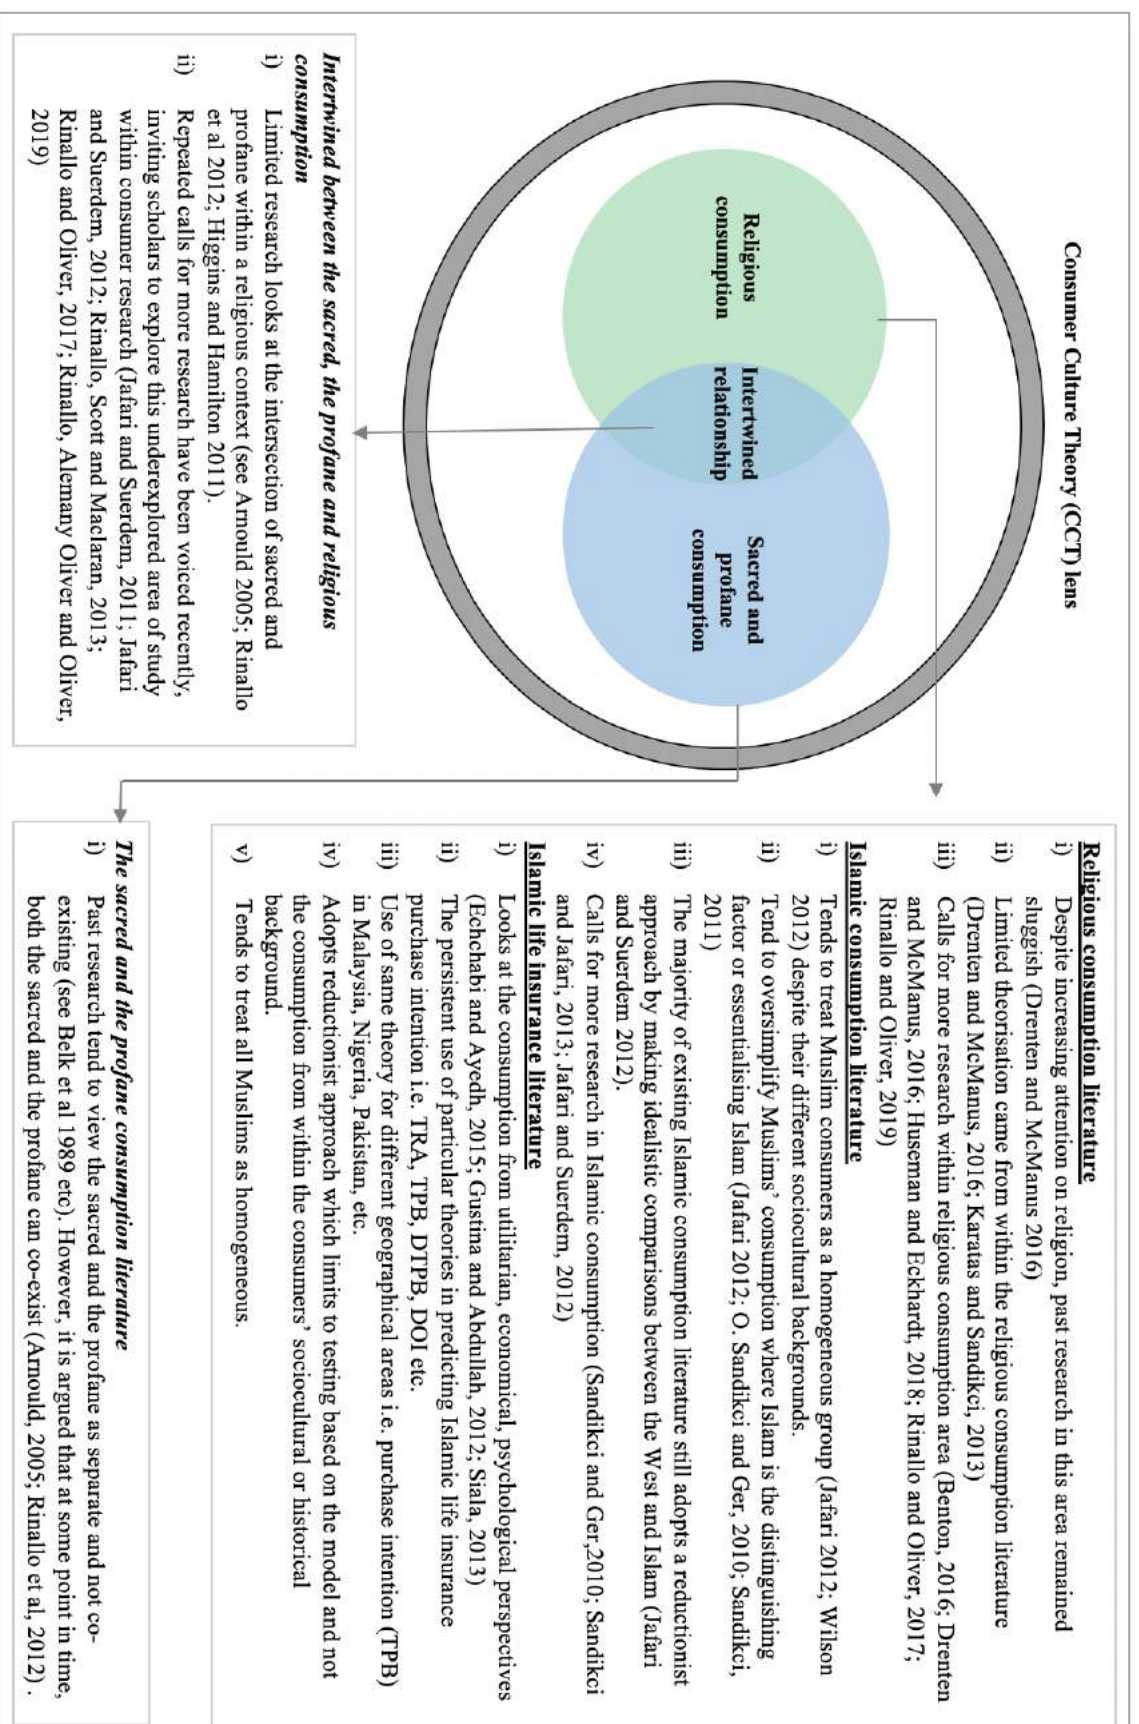 Consumer Culture Theory (CCT) lens
Religious
consumption
Intertwined
relationship
Sacred and
profane
consumption
Intertwined between the sacred, the profane and religious
consumption
i) Limited research looks at the intersection of sacred and
profane within a religious context (see Arnould 2005; Rinallo
et al 2012; Higgins and Hamilton 2011).
ii) Repeated calls for more research have been voiced recently,
inviting scholars to explore this underexplored area of study
within consumer research (Jafari and Suerdem, 2011; Jafari
and Suerdem, 2012; Rinallo, Scott and Maclaran, 2013;
Rinallo and Oliver, 2017; Rinallo, Alemany Oliver and Oliver,
2019)
Religious consumption literature
i) Despite increasing attention on religion, past research in this area remained
sluggish (Drenten and McManus 2016)
ii) Limited theorisation came from within the religious consumption literature
(Drenten and McManus, 2016; Karatas and Sandikci, 2013)
iii) Calls for more research within religious consumption area (Benton, 2016; Drenten
and McManus, 2016; Huseman and Eckhardt, 2018; Rinallo and Oliver, 2017;
Rinallo and Oliver, 2019)
Islamic consumption literature
i) Tends to treat Muslim consumers as a homogeneous group (Jafari 2012; Wilson
2012) despite their different sociocultural backgrounds.
ii) Tend to oversimplify Muslims' consumption where Islam is the distinguishing
factor or essentialising Islam (Jafari 2012; O. Sandikci and Ger, 2010; Sandikci,
2011)
iii) The majority of existing Islamic consumption literature still adopts a reductionist
approach by making idealistic comparisons between the West and Islam (Jafari
and Suerdem 2012).
iv) Calls for more research in Islamic consumption (Sandikci and Ger,2010; Sandikci
and Jafari, 2013; Jafari and Suerdem, 2012)
Islamic life insurance literature
i) Looks at the consumption from utilitarian, economical, psychological perspectives
(Echchabi and Ayedh, 2015; Gustina and Abdullah, 2012; Siala, 2013)
ii) The persistent use of particular theories in predicting Islamic life insurance
purchase intention i.e. TRA, TPB, DTPB, DOI etc.
iii) Use of same theory for different geographical areas i.e. purchase intention (TPB)
in Malaysia, Nigeria, Pakistan, etc.
iv) Adopts reductionist approach which limits to testing based on the model and not
the consumption from within the consumers' sociocultural or historical
background.
v) Tends to treat all Muslims as homogeneous.
The sacred and the profane consumption literature
i) Past research tend to view the sacred and the profane as separate and not co-
existing (see Belk et al 1989 etc). However, it is argued that at some point in time,
both the sacred and the profane can co-exist (Arnould, 2005; Rinallo et al, 2012) .